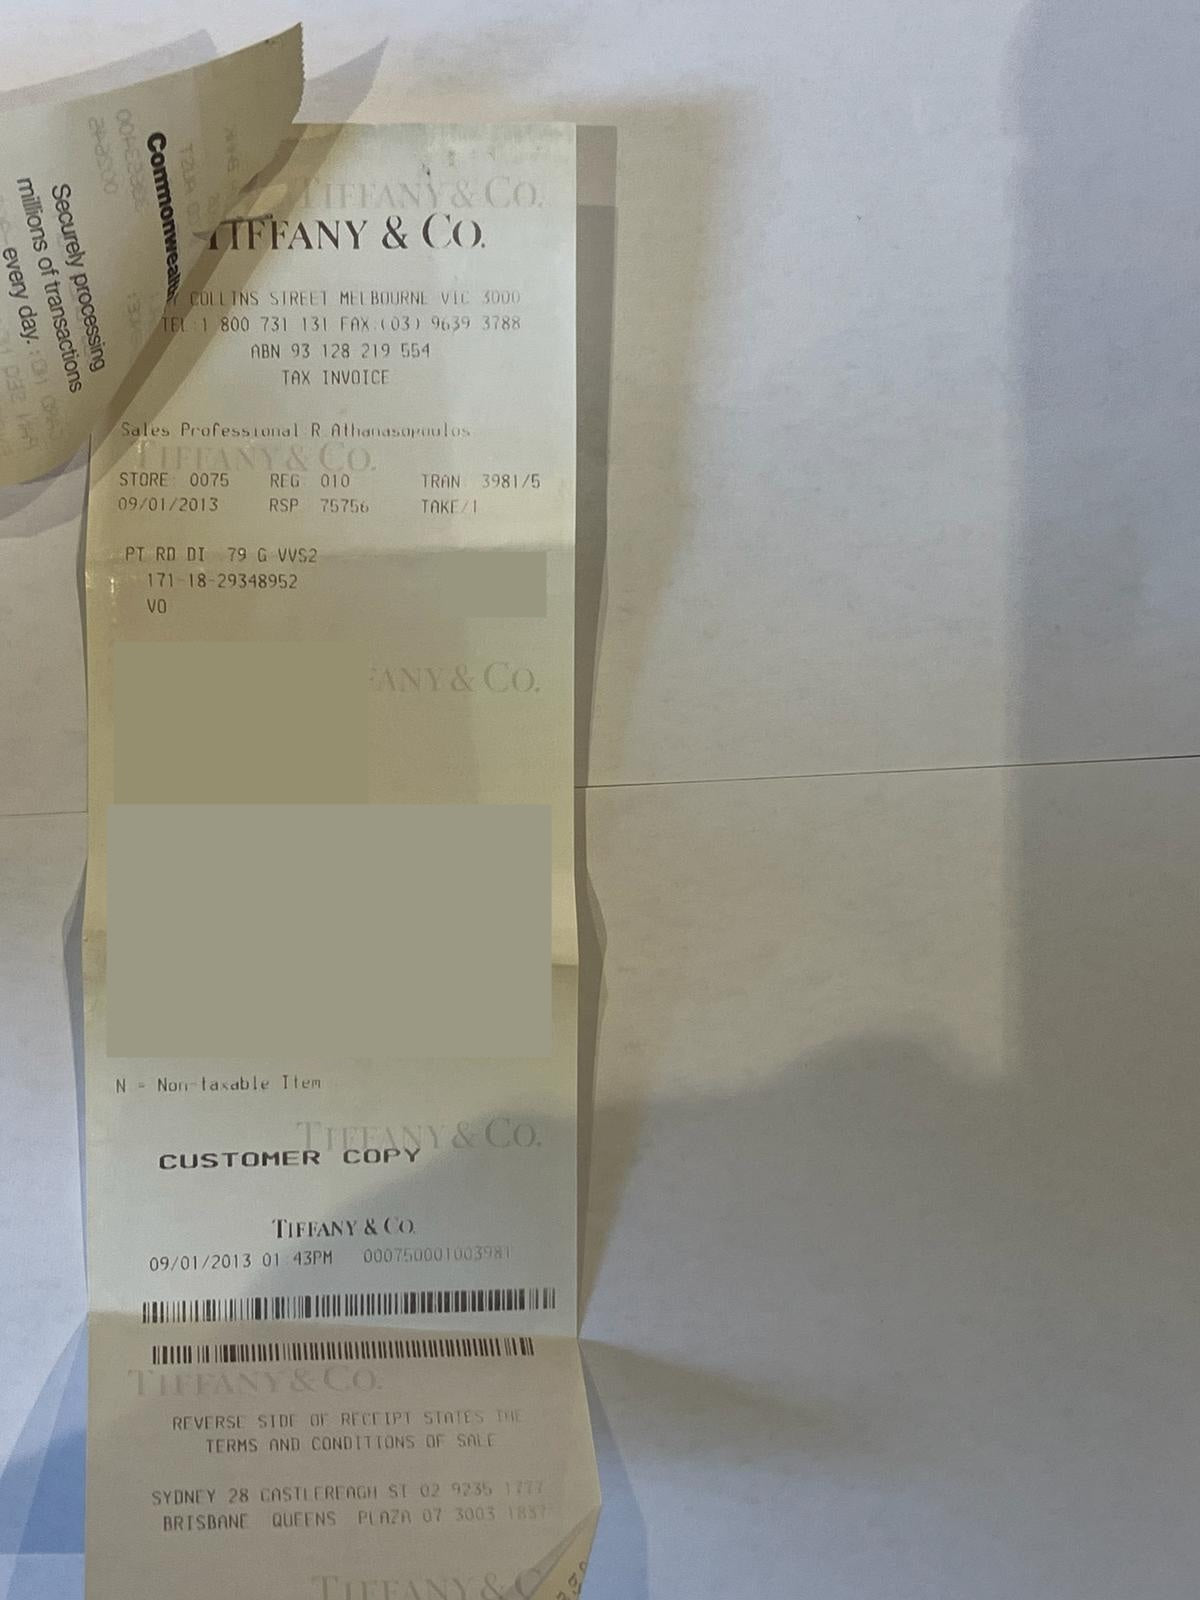 TIFFANY & CO.
TIFFANY & CO.
COLLINS STREET MELBOURNE VIC 3000
TEL:1 800 731 131 FAX:(03) 9639 3788
ABN 93 128 219 554
TAX INVOICE
Commonwealth
Securely processing
millions of transactions
every day.
Sales Professional R.Athanasopoulos
TIFFANY & CO.
STORE: 0075 REG: 010 TRAN: 3981/5
09/01/2013 RSP 75756 TAKE/1
PT RD DI .79 G VVS2
171-18-29348952
VO
FANY & CO.
N = Non-taxable Item
TIFFANY & CO.
CUSTOMER COPY
TIFFANY & CO.
09/01/2013 01:43PM 000750001003981
TIFFANY & CO.
REVERSE SIDE OF RECEIPT STATES THE
TERMS AND CONDITIONS OF SALE
SYDNEY 28 CASTLEREAGH ST 02 9235 1777
BRISBANE QUEENS PLAZA 07 3003 1837
TIFFANY & C